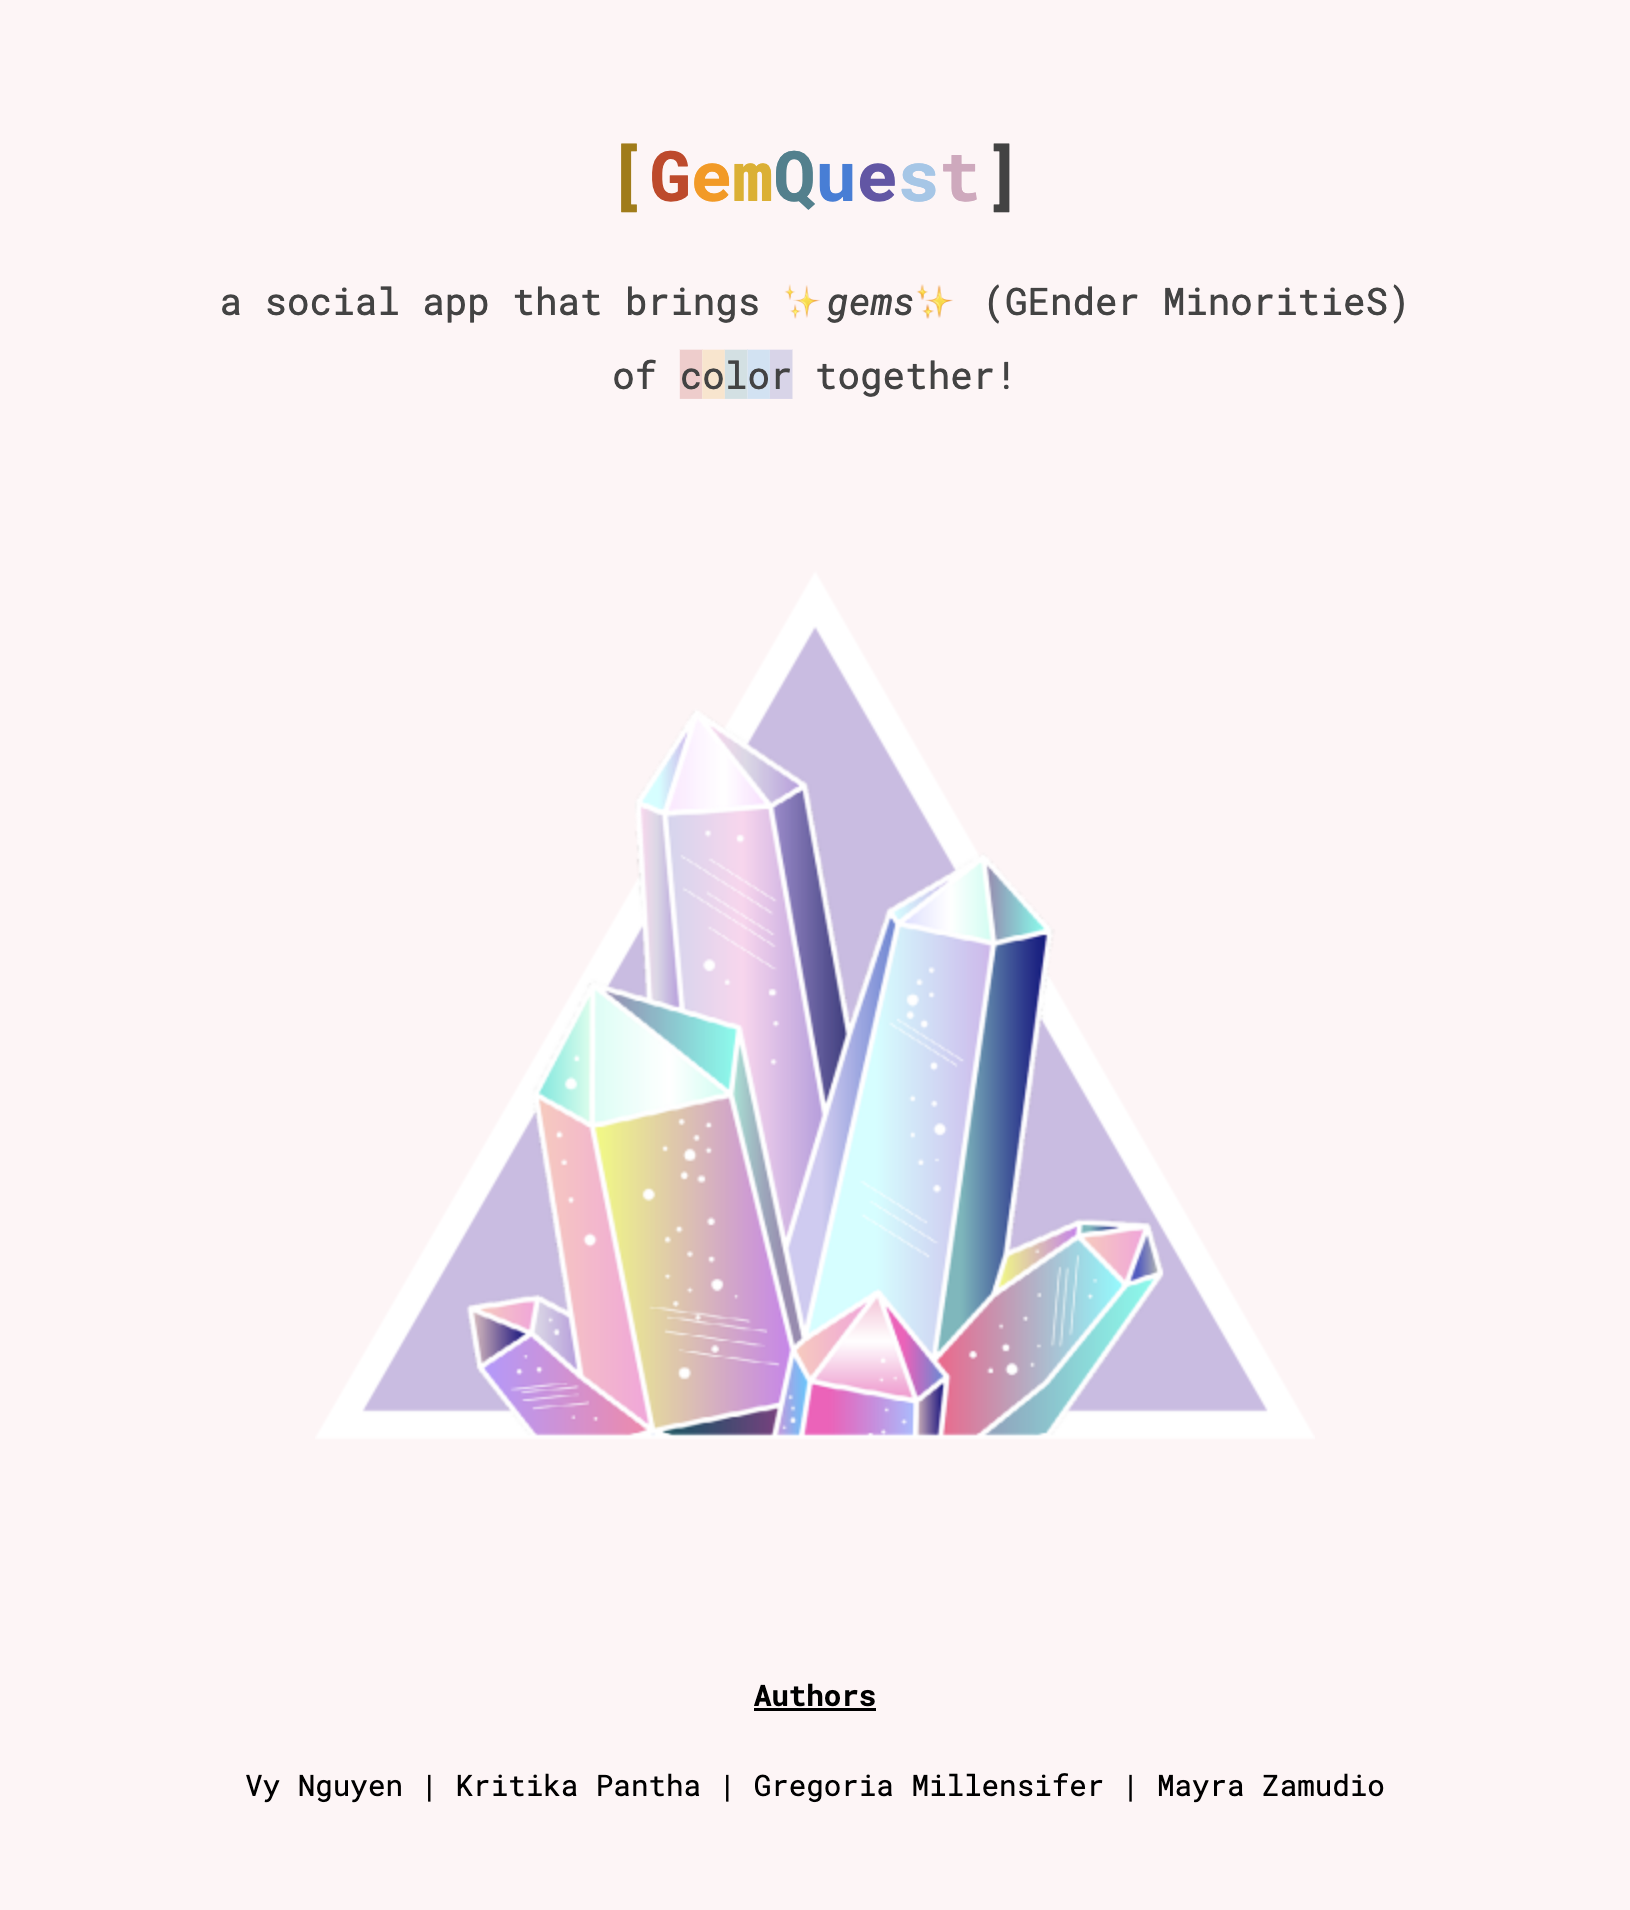 [GemQuest]
a social app that brings ✨gems✨ (GEnder MinoritieS)
of color together!
Authors
Vy Nguyen | Kritika Pantha | Gregoria Millensifer | Mayra Zamudio